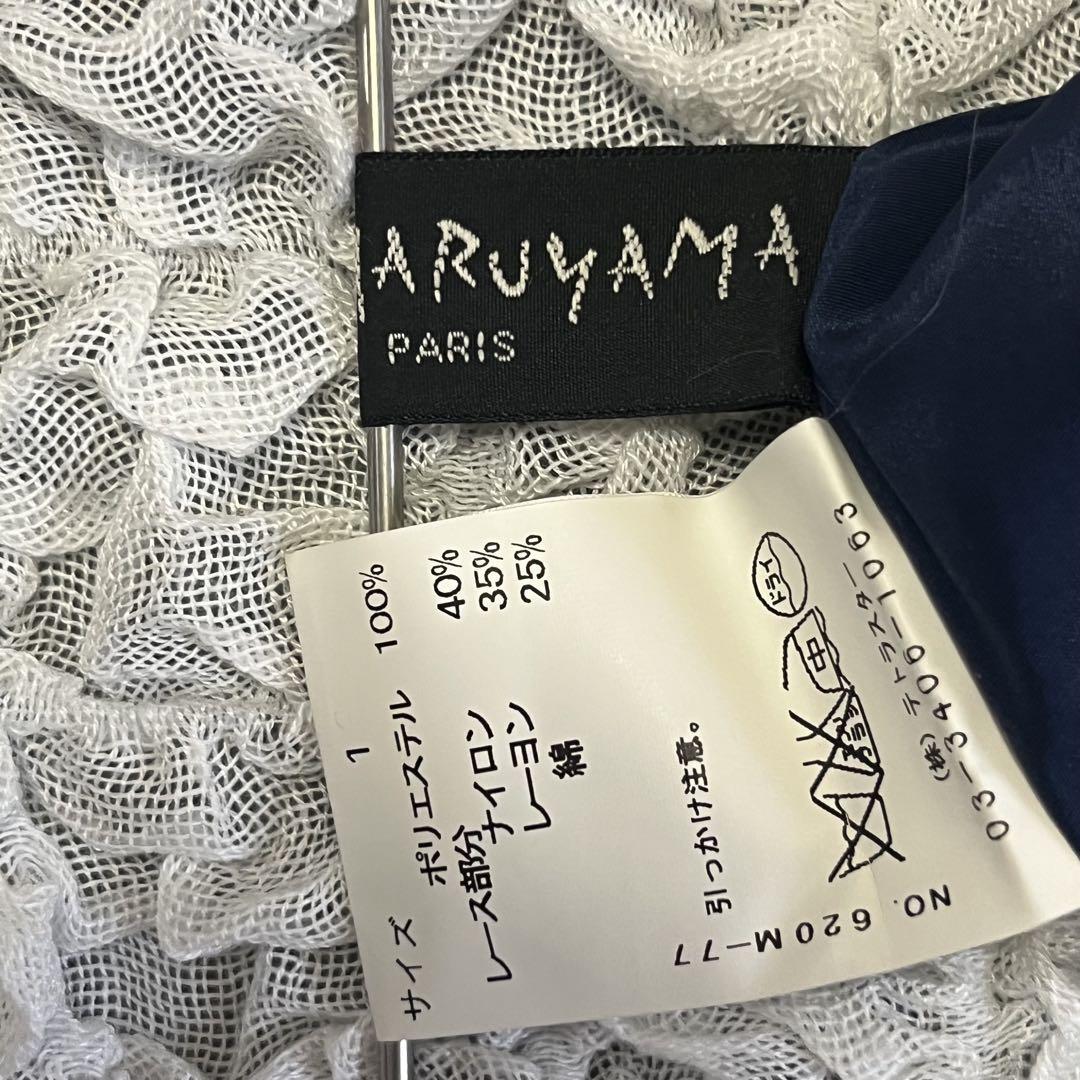 ARUYAMA
PARIS
サイズ 1
ポリエステル 100%
レース部分
ナイロン 40%
レーヨン 35%
綿 25%
引っかけ注意。
中
ドライ
(株)テトラスター
03-3406-1063
NO. 620M-77